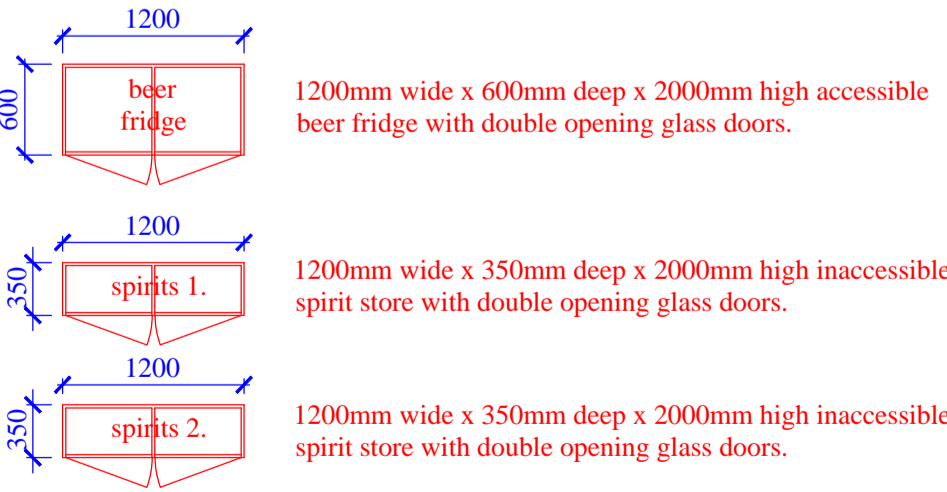 1200
600
beer
fridge
1200mm wide x 600mm deep x 2000mm high accessible
beer fridge with double opening glass doors.
1200
350
spirits 1.
1200mm wide x 350mm deep x 2000mm high inaccessible
spirit store with double opening glass doors.
1200
350
spirits 2.
1200mm wide x 350mm deep x 2000mm high inaccessible
spirit store with double opening glass doors.